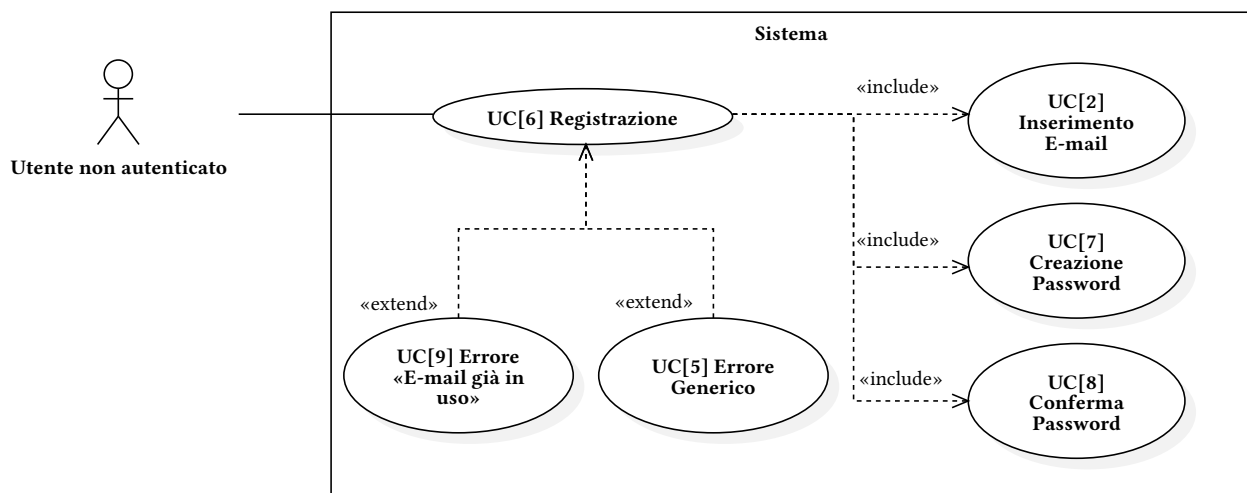 Sistema
Utente non autenticato
UC[6] Registrazione
«include»
UC[2]
Inserimento
E-mail
«include»
UC[7]
Creazione
Password
«extend»
UC[9] Errore
«E-mail già in
uso»
«extend»
UC[5] Errore
Generico
«include»
UC[8]
Conferma
Password